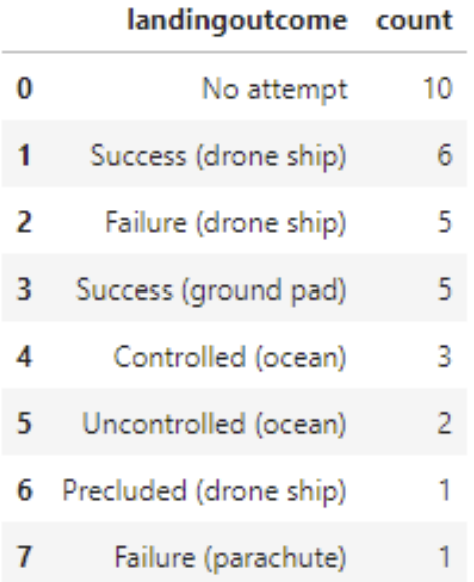 landingoutcome count
0 No attempt 10
1 Success (drone ship) 6
2 Failure (drone ship) 5
3 Success (ground pad) 5
4 Controlled (ocean) 3
5 Uncontrolled (ocean) 2
6 Precluded (drone ship) 1
7 Failure (parachute) 1